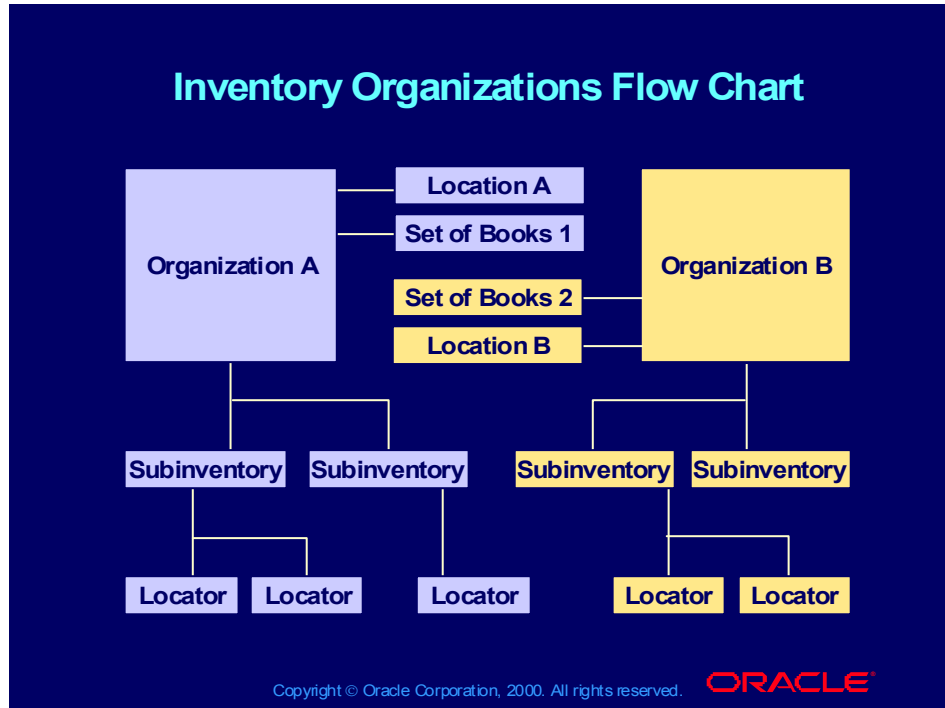 Inventory Organizations Flow Chart
Location A
Set of Books 1
Organization A
Organization B
Set of Books 2
Location B
Subinventory Subinventory Subinventory Subinventory
Locator Locator Locator Locator Locator
Copyright © Oracle Corporation, 2000. All rights reserved. ORACLE®